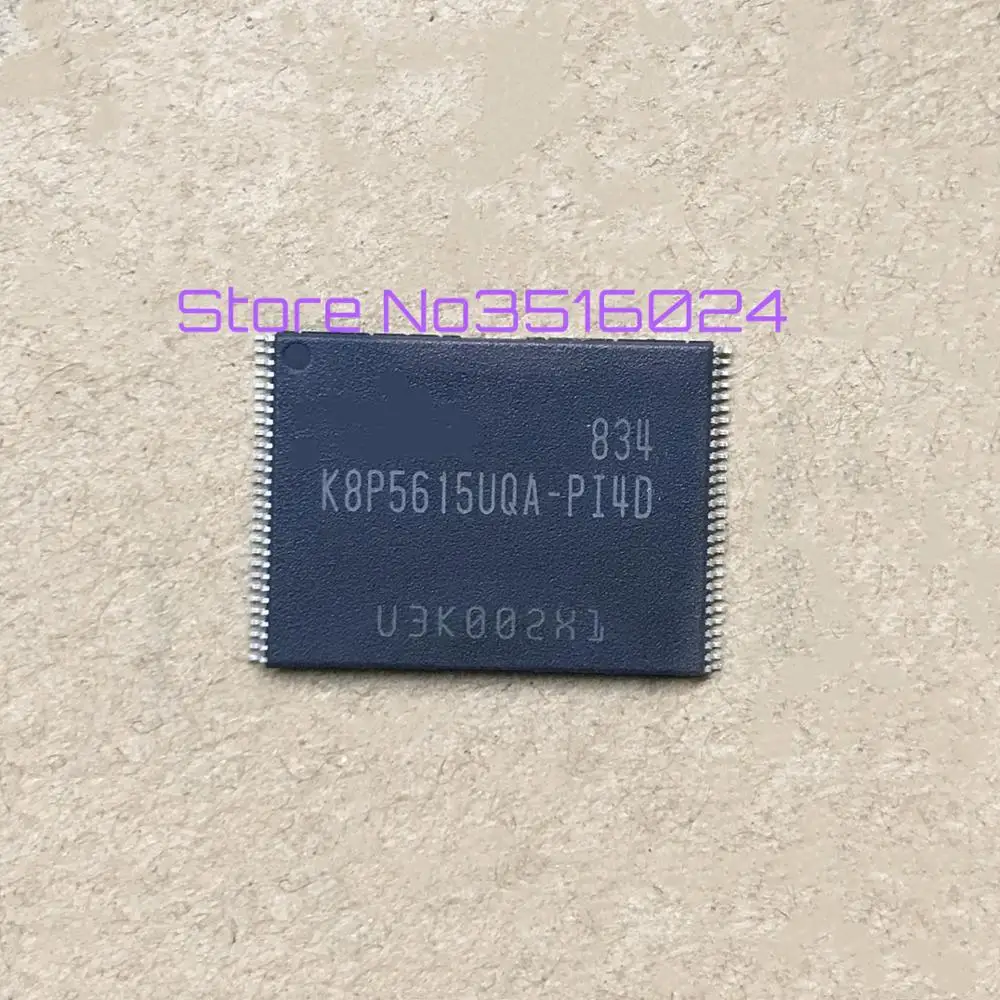 Store No3516024
834
K8P5615UQA-PI4D
U3K002X1